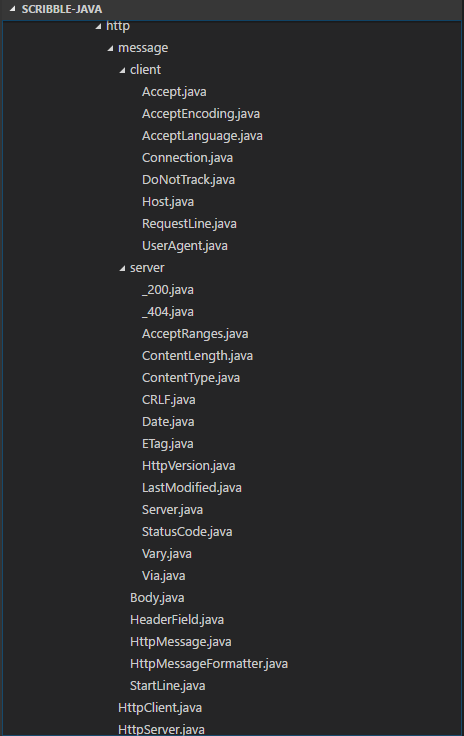 SCRIBBLE-JAVA
http
message
client
Accept.java
AcceptEncoding.java
AcceptLanguage.java
Connection.java
DoNotTrack.java
Host.java
RequestLine.java
UserAgent.java
server
_200.java
_404.java
AcceptRanges.java
ContentLength.java
ContentType.java
CRLF.java
Date.java
ETag.java
HttpVersion.java
LastModified.java
Server.java
StatusCode.java
Vary.java
Via.java
Body.java
HeaderField.java
HttpMessage.java
HttpMessageFormatter.java
StartLine.java
HttpClient.java
HttpServer.java